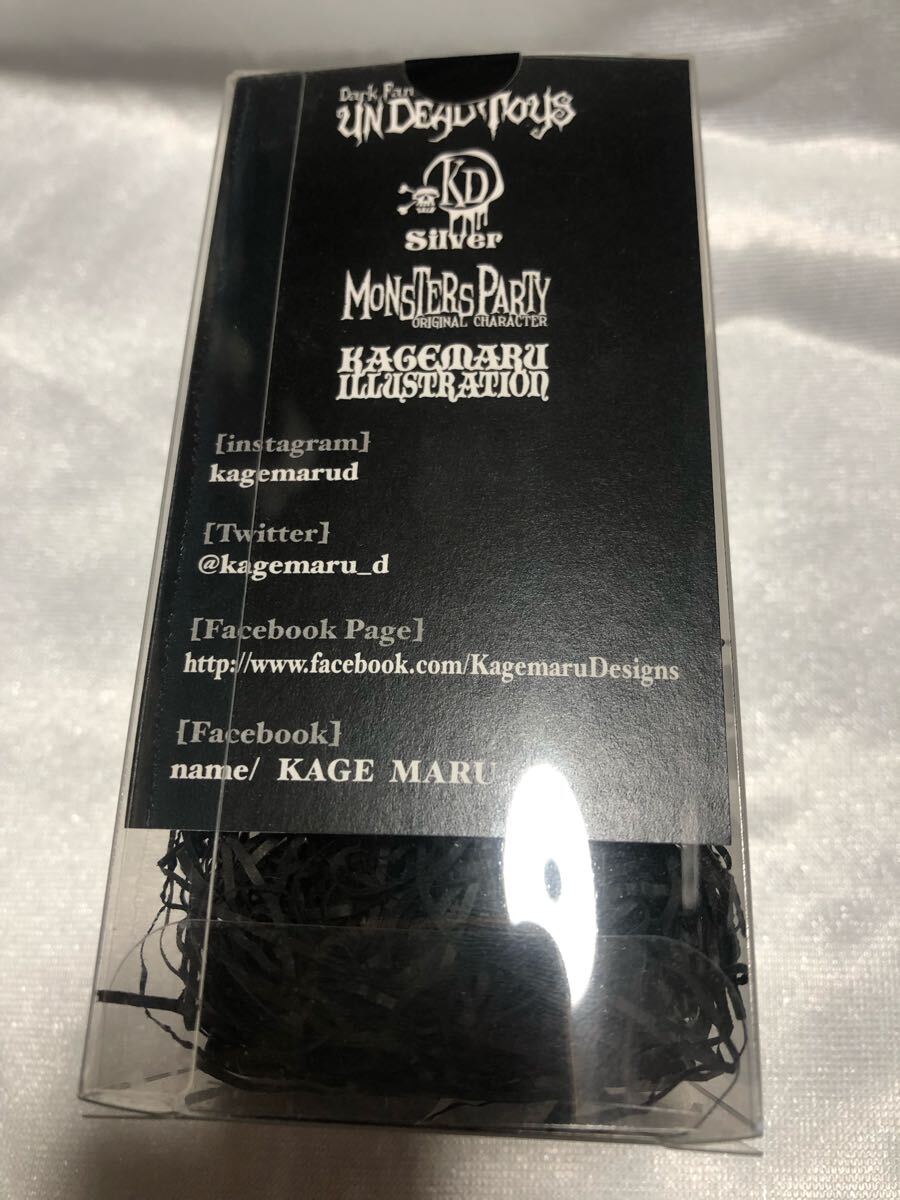 Dark
UNDEAD TOYS
KD
Silver
MONSTERS PARTY
ORIGINAL CHARACTER
KAGEMARU
ILLUSTRATION
[instagram]
kagemarud
[Twitter]
@kagemaru_d
[Facebook Page]
http://www.facebook.com/KagemaruDesigns
[Facebook]
name/ KAGE MARU